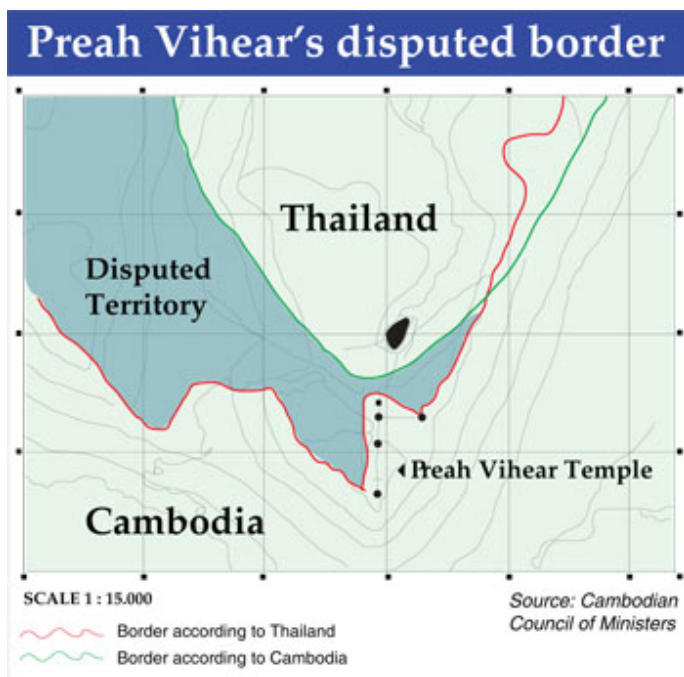 Preah Vihear's disputed border
Thailand
Disputed
Territory
Preah Vihear Temple
Cambodia
SCALE 1 : 15.000
Border according to Thailand
Border according to Cambodia
Source: Cambodian
Council of Ministers